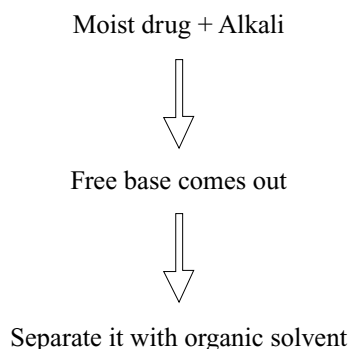 Moist drug + Alkali
Free base comes out
Separate it with organic solvent